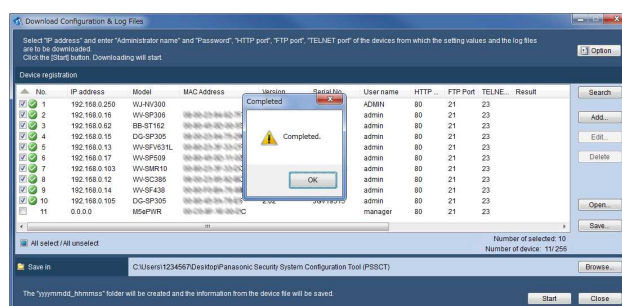 Download Configuration & Log Files
Select "IP address" and enter "Administrator name" and "Password", "HTTP port", "FTP port", "TELNET port" of the devices from which the setting values and the log files
are to be downloaded.
Click the [Start] button. Downloading will start.
Option
Device registration
No. IP address Model MAC Address Version Serial No. User name HTTP ... FTP Port TELNE... Result
1 192.168.0.250 WJ-NV300 ADMIN 80 21 23
2 192.168.0.16 WV-SP306 admin 80 21 23
3 192.168.0.62 BB-ST162 admin 80 21 23
4 192.168.0.15 DG-SP305 admin 80 21 23
5 192.168.0.13 WV-SFV631L admin 80 21 23
6 192.168.0.17 WV-SP509 admin 80 21 23
7 192.168.0.103 WV-SMR10 admin 80 21 23
8 192.168.0.12 WV-SC386 admin 80 21 23
9 192.168.0.14 WV-SF438 admin 80 21 23
10 192.168.0.105 DG-SP305 2.02 admin 80 21 23
11 0.0.0.0 M5ePWR manager 80 21 23
Completed
Completed.
OK
Search
Add...
Edit...
Delete
Open...
Save...
All select / All unselect
Number of selected: 10
Number of device: 11/ 256
Save in C:\Users\1234567\Desktop\Panasonic Security System Configuration Tool (PSSCT) Browse...
The "yyymmdd_hhmmss" folder will be created and the information from the device file will be saved.
Start Close